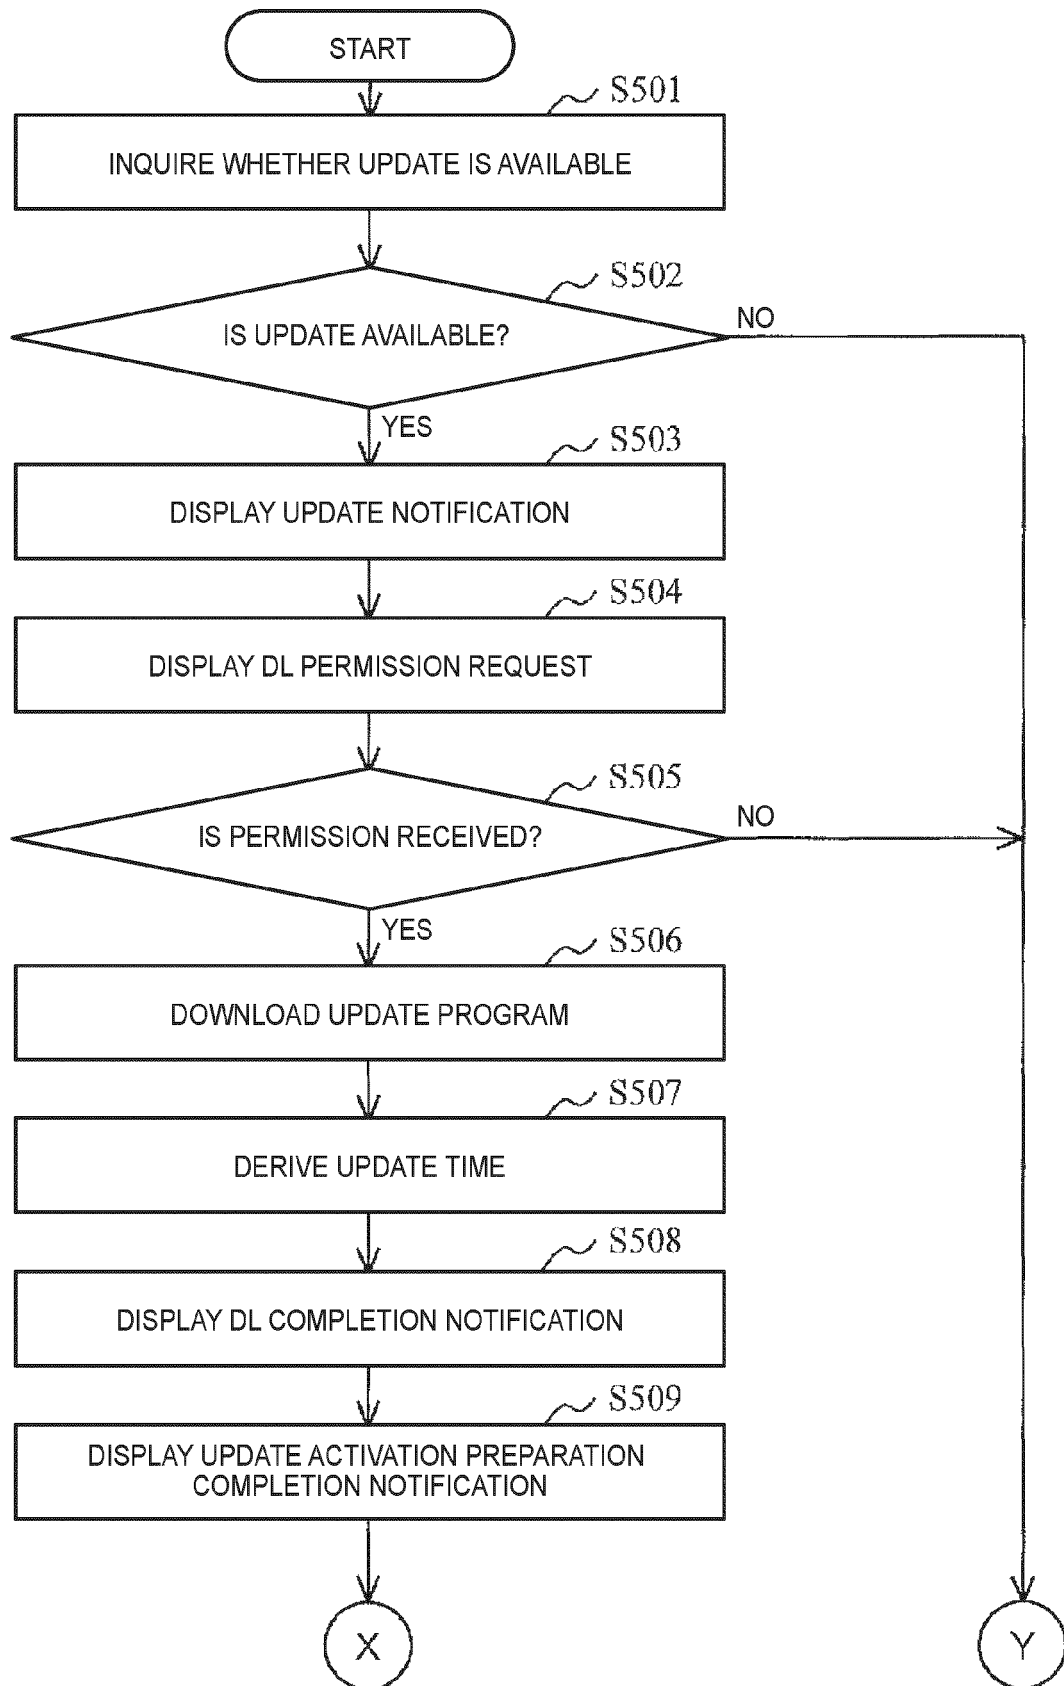 START
S501
INQUIRE WHETHER UPDATE IS AVAILABLE
S502
IS UPDATE AVAILABLE?
NO
YES
S503
DISPLAY UPDATE NOTIFICATION
S504
DISPLAY DL PERMISSION REQUEST
S505
IS PERMISSION RECEIVED?
NO
YES
S506
DOWNLOAD UPDATE PROGRAM
S507
DERIVE UPDATE TIME
S508
DISPLAY DL COMPLETION NOTIFICATION
S509
DISPLAY UPDATE ACTIVATION PREPARATION
COMPLETION NOTIFICATION
X
Y